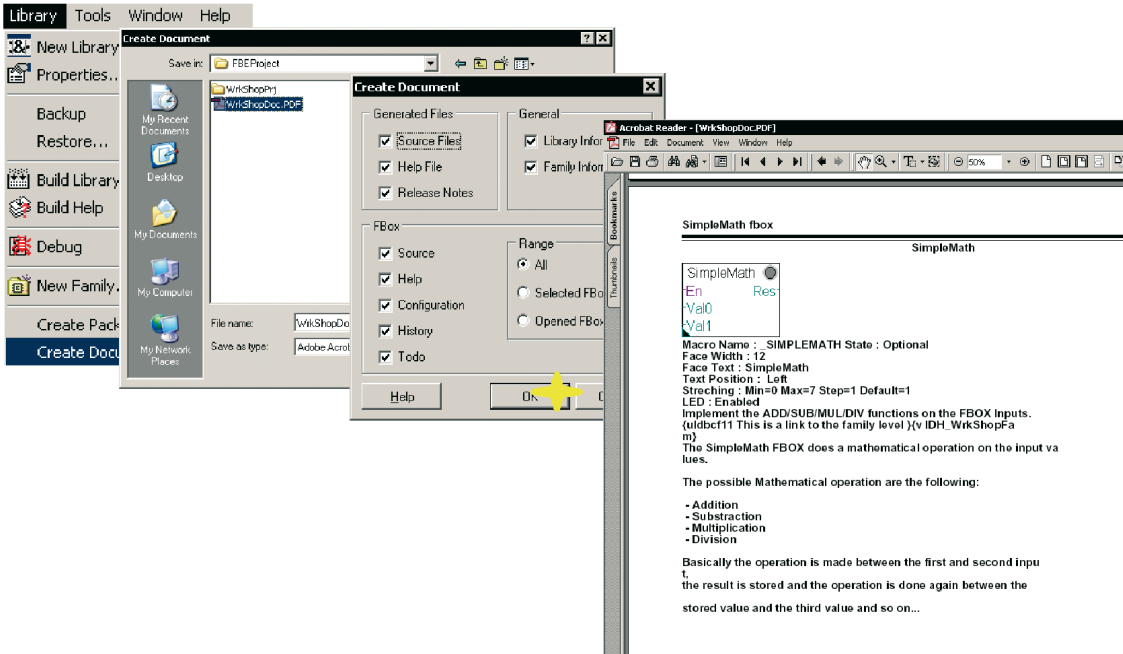 Library Tools Window Help
New Library
Properties..
Backup
Restore...
Build Library
Build Help
Debug
New Family.
Create Pack
Create Docu
Create Document
Save in:
FBEProject
WrkShopPrj
WrkShopDoc.PDF
My Recent
Documents
Desktop
My Documents
My Computer
My Network
Places
File name:
WrkShopDo
Save as type:
Adobe Acrob
Create Document
Generated Files
Source Files
Help File
Release Notes
General
Library Infor
Family Inform
FBox
Source
Help
Configuration
History
Todo
Range
All
Selected FBo
Opened FBox
Help
OK
Acrobat Reader - [WrkShopDoc.PDF]
File Edit Document View Window Help
50%
Bookmarks
Thumbnails
SimpleMath fbox
SimpleMath
SimpleMath
En Res
Val0
Val1
Macro Name : _SIMPLEMATH State : Optional
Face Width : 12
Face Text : SimpleMath
Text Position : Left
Streching : Min=0 Max=7 Step=1 Default=1
LED : Enabled
Implement the ADD/SUB/MUL/DIV functions on the FBOX Inputs.
{uldbcf11 This is a link to the family level }{v IDH_WrkShopFa
m}
The SimpleMath FBOX does a mathematical operation on the input va
lues.
The possible Mathematical operation are the following:
- Addition
- Substraction
- Multiplication
- Division
Basically the operation is made between the first and second inpu
t,
the result is stored and the operation is done again between the
stored value and the third value and so on...